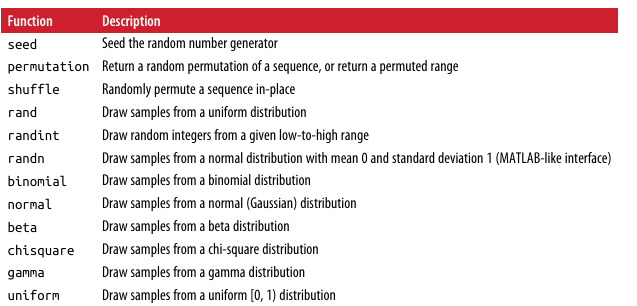 Function Description
seed Seed the random number generator
permutation Return a random permutation of a sequence, or return a permuted range
shuffle Randomly permute a sequence in-place
rand Draw samples from a uniform distribution
randint Draw random integers from a given low-to-high range
randn Draw samples from a normal distribution with mean 0 and standard deviation 1 (MATLAB-like interface)
binomial Draw samples from a binomial distribution
normal Draw samples from a normal (Gaussian) distribution
beta Draw samples from a beta distribution
chisquare Draw samples from a chi-square distribution
gamma Draw samples from a gamma distribution
uniform Draw samples from a uniform [0, 1) distribution